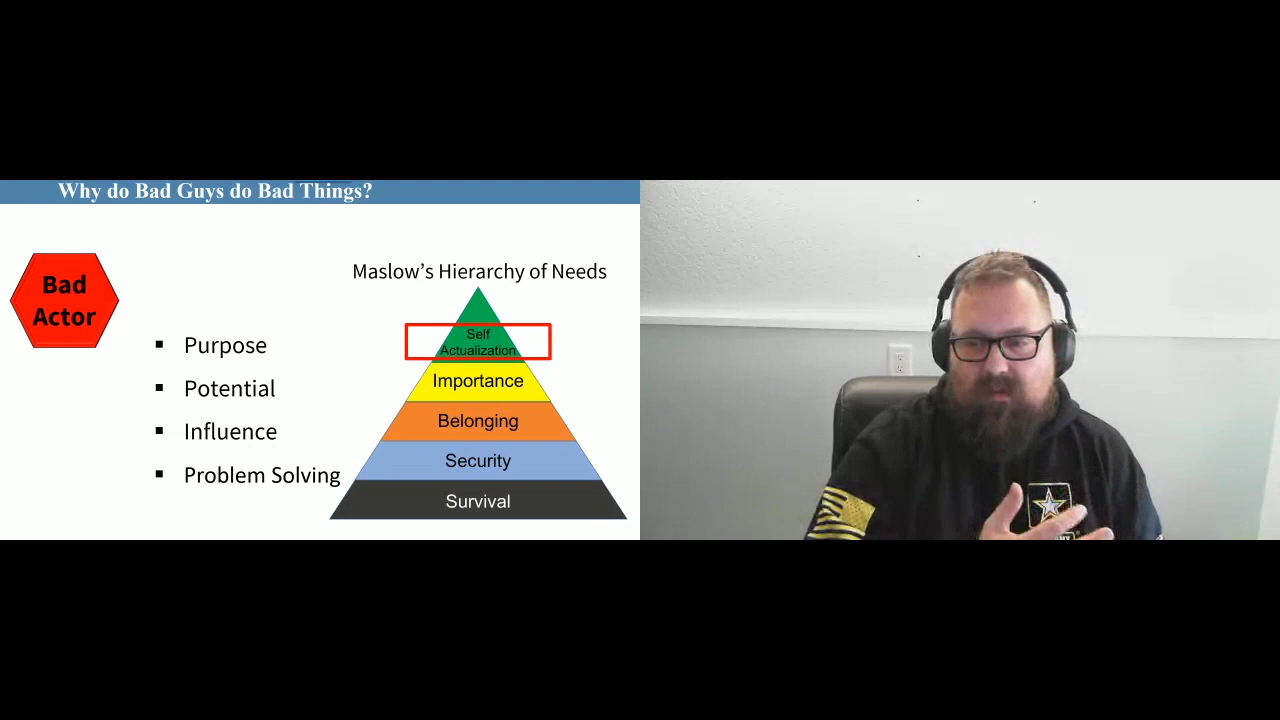 Why do Bad Guys do Bad Things?
Bad
Actor
Maslow's Hierarchy of Needs
▪ Purpose
▪ Potential
▪ Influence
▪ Problem Solving
Self
Actualization
Importance
Belonging
Security
Survival